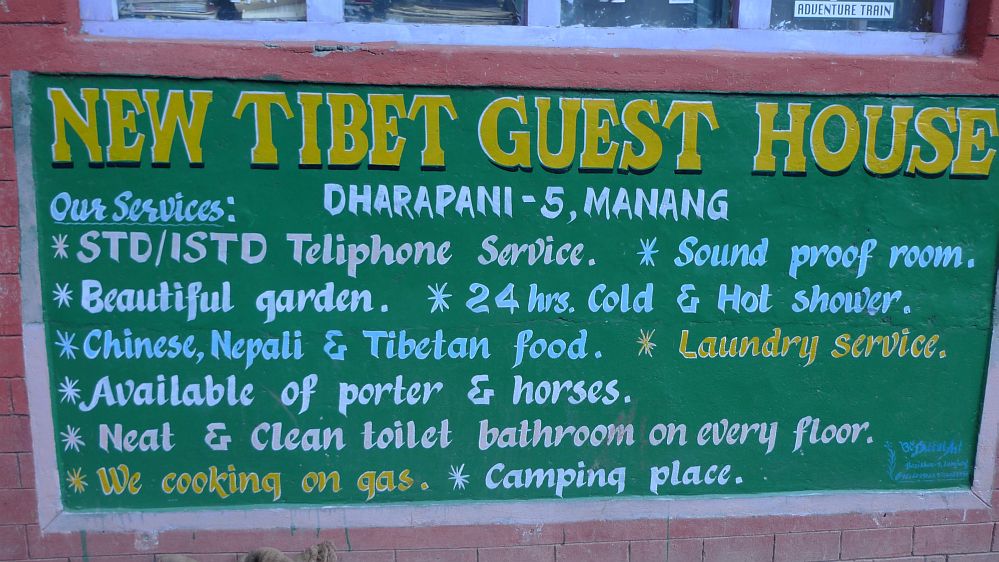 ADVENTURE TRAIN
NEW TIBET GUEST HOUSE
Our Services: DHARAPANI - 5, MANANG
* STD/ISTD Teliphone Service. * Sound proof room.
* Beautiful garden. * 24 hrs. Cold & Hot shower.
* Chinese, Nepali & Tibetan food. * Laundry service.
* Available of porter & horses.
* Neat & Clean toilet bathroom on every floor.
* We cooking on gas. * Camping place.